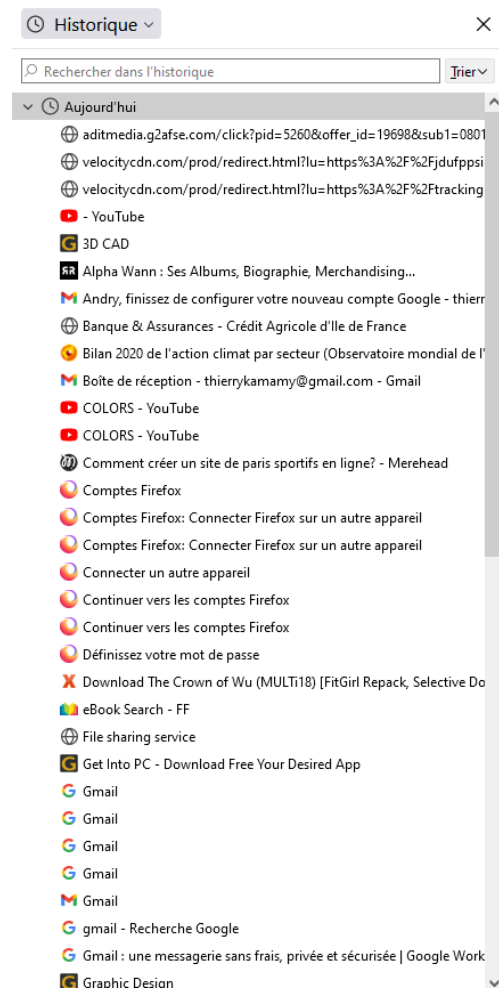 Historique
Rechercher dans l'historique
Trier
Aujourd'hui
aditmedia.g2afse.com/click?pid=5260&offer_id=19698&sub1=0801
velocitycdn.com/prod/redirect.html?lu=https%3A%2F%2Fjdufppsi
velocitycdn.com/prod/redirect.html?lu=https%3A%2F%2Ftracking
- YouTube
3D CAD
Alpha Wann : Ses Albums, Biographie, Merchandising...
Andry, finissez de configurer votre nouveau compte Google - thierr
Banque & Assurances - Crédit Agricole d'Ile de France
Bilan 2020 de l'action climat par secteur (Observatoire mondial de l'
Boîte de réception - thierrykamamy@gmail.com - Gmail
COLORS - YouTube
COLORS - YouTube
Comment créer un site de paris sportifs en ligne? - Merehead
Comptes Firefox
Comptes Firefox: Connecter Firefox sur un autre appareil
Comptes Firefox: Connecter Firefox sur un autre appareil
Connecter un autre appareil
Continuer vers les comptes Firefox
Continuer vers les comptes Firefox
Définissez votre mot de passe
Download The Crown of Wu (MULTi18) [FitGirl Repack, Selective Do
eBook Search - FF
File sharing service
Get Into PC - Download Free Your Desired App
Gmail
Gmail
Gmail
Gmail
Gmail
gmail - Recherche Google
Gmail : une messagerie sans frais, privée et sécurisée | Google Work
Graphic Design